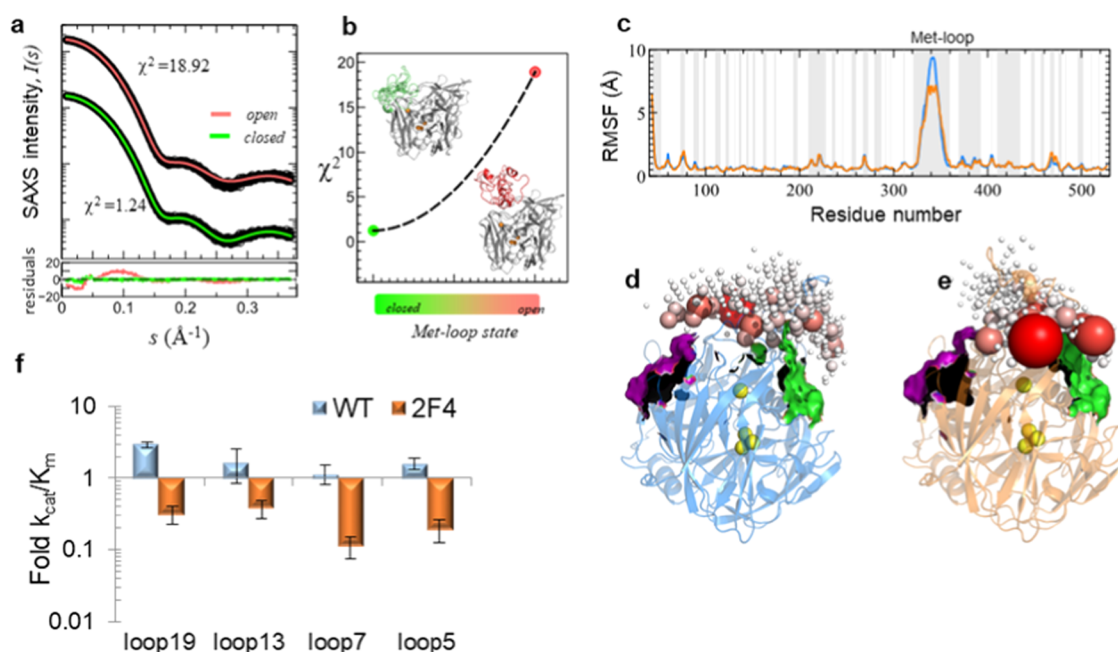 a
SAXS intensity, I(s)
χ² =18.92
open
closed
χ² =1.24
residuals
20
0
-20
0 0.1 0.2 0.3
s (Å⁻¹)
b
χ²
20
15
10
5
0
closed
open
Met-loop state
c
Met-loop
RMSF (Å)
10
5
0
100 200 300 400 500
Residue number
d
e
f
WT 2F4
Fold kcat/Km
10
1
0.1
0.01
loop19 loop13 loop7 loop5